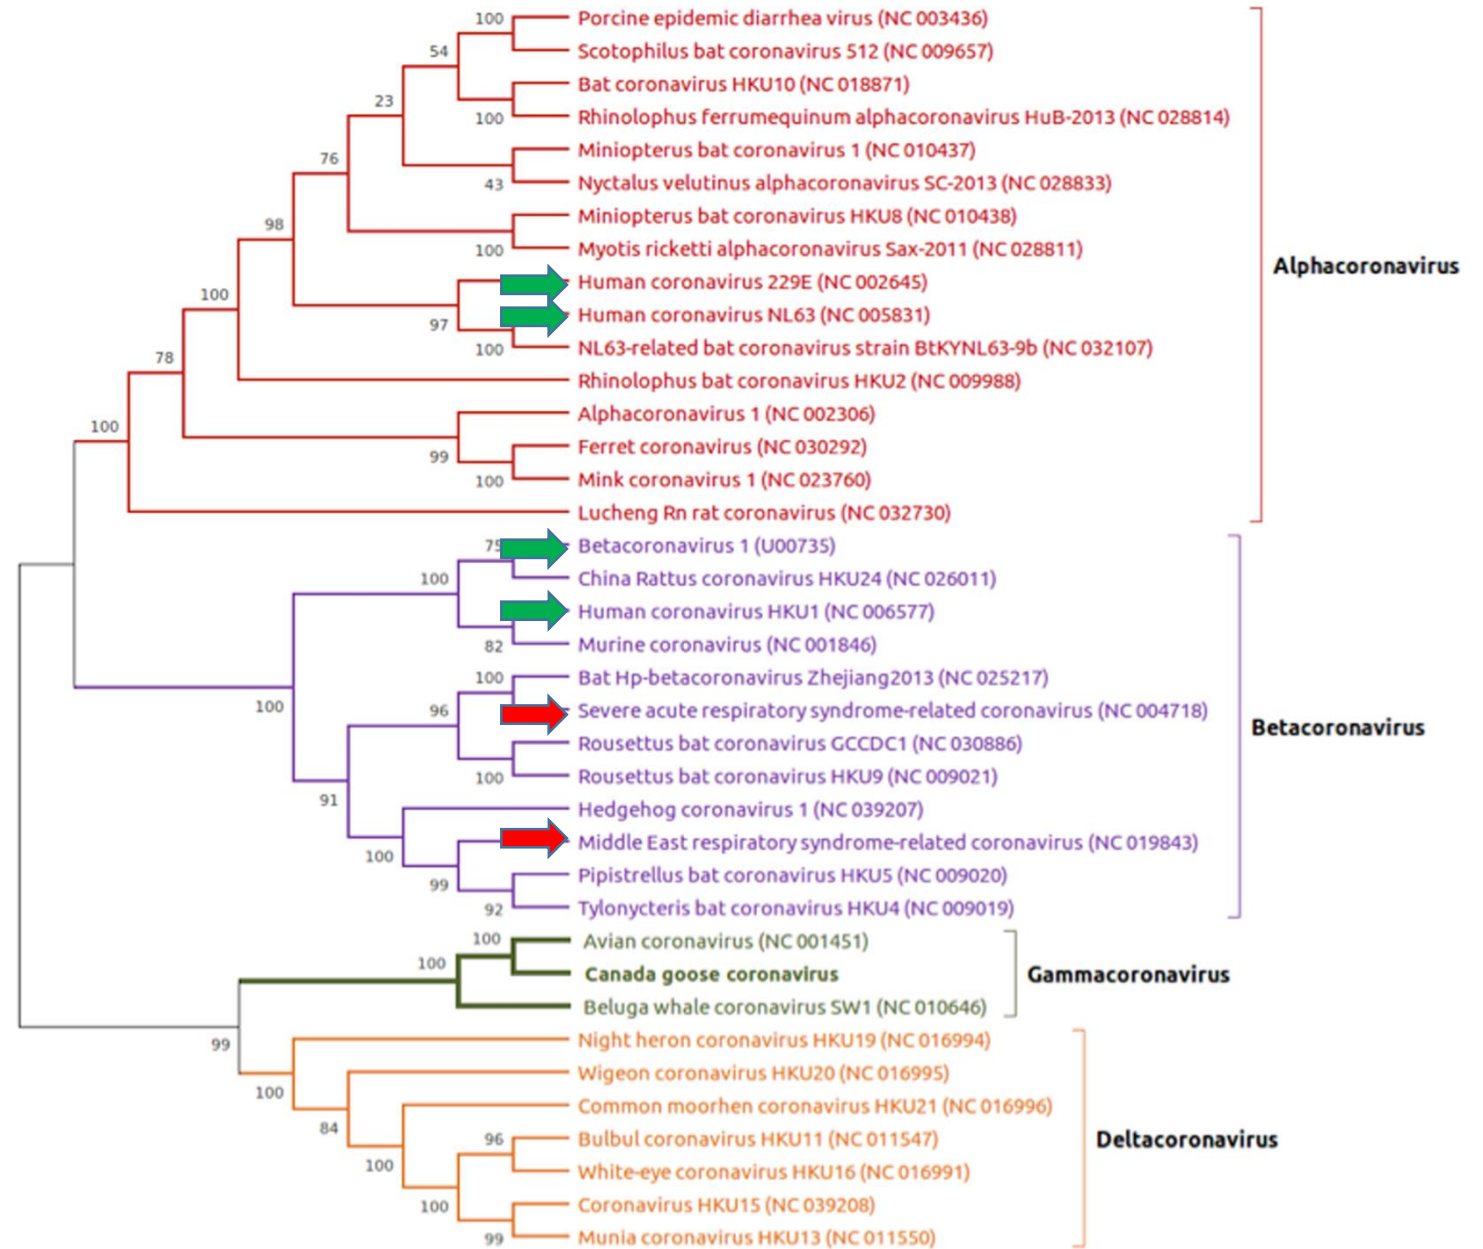 100
Porcine epidemic diarrhea virus (NC 003436)
54
Scotophilus bat coronavirus 512 (NC 009657)
Bat coronavirus HKU10 (NC 018871)
23
100
Rhinolophus ferrumequinum alphacoronavirus HuB-2013 (NC 028814)
76
Miniopterus bat coronavirus 1 (NC 010437)
43
Nyctalus velutinus alphacoronavirus SC-2013 (NC 028833)
98
Miniopterus bat coronavirus HKU8 (NC 010438)
100
Myotis ricketti alphacoronavirus Sax-2011 (NC 028811)
Alphacoronavirus
Human coronavirus 229E (NC 002645)
100
97
Human coronavirus NL63 (NC 005831)
100
NL63-related bat coronavirus strain BtKYNL63-9b (NC 032107)
78
Rhinolophus bat coronavirus HKU2 (NC 009988)
Alphacoronavirus 1 (NC 002306)
100
99
Ferret coronavirus (NC 030292)
100
Mink coronavirus 1 (NC 023760)
Lucheng Rn rat coronavirus (NC 032730)
75
Betacoronavirus 1 (U00735)
100
China Rattus coronavirus HKU24 (NC 026011)
Human coronavirus HKU1 (NC 006577)
82
Murine coronavirus (NC 001846)
100
Bat Hp-betacoronavirus Zhejiang2013 (NC 025217)
100
96
Severe acute respiratory syndrome-related coronavirus (NC 004718)
Betacoronavirus
Rousettus bat coronavirus GCCDC1 (NC 030886)
100
Rousettus bat coronavirus HKU9 (NC 009021)
91
Hedgehog coronavirus 1 (NC 039207)
100
Middle East respiratory syndrome-related coronavirus (NC 019843)
99
Pipistrellus bat coronavirus HKU5 (NC 009020)
92
Tylonycteris bat coronavirus HKU4 (NC 009019)
100
Avian coronavirus (NC 001451)
100
Canada goose coronavirus
Gammacoronavirus
Beluga whale coronavirus SW1 (NC 010646)
99
Night heron coronavirus HKU19 (NC 016994)
100
Wigeon coronavirus HKU20 (NC 016995)
84
Common moorhen coronavirus HKU21 (NC 016996)
96
Bulbul coronavirus HKU11 (NC 011547)
Deltacoronavirus
100
White-eye coronavirus HKU16 (NC 016991)
100
Coronavirus HKU15 (NC 039208)
99
Munia coronavirus HKU13 (NC 011550)